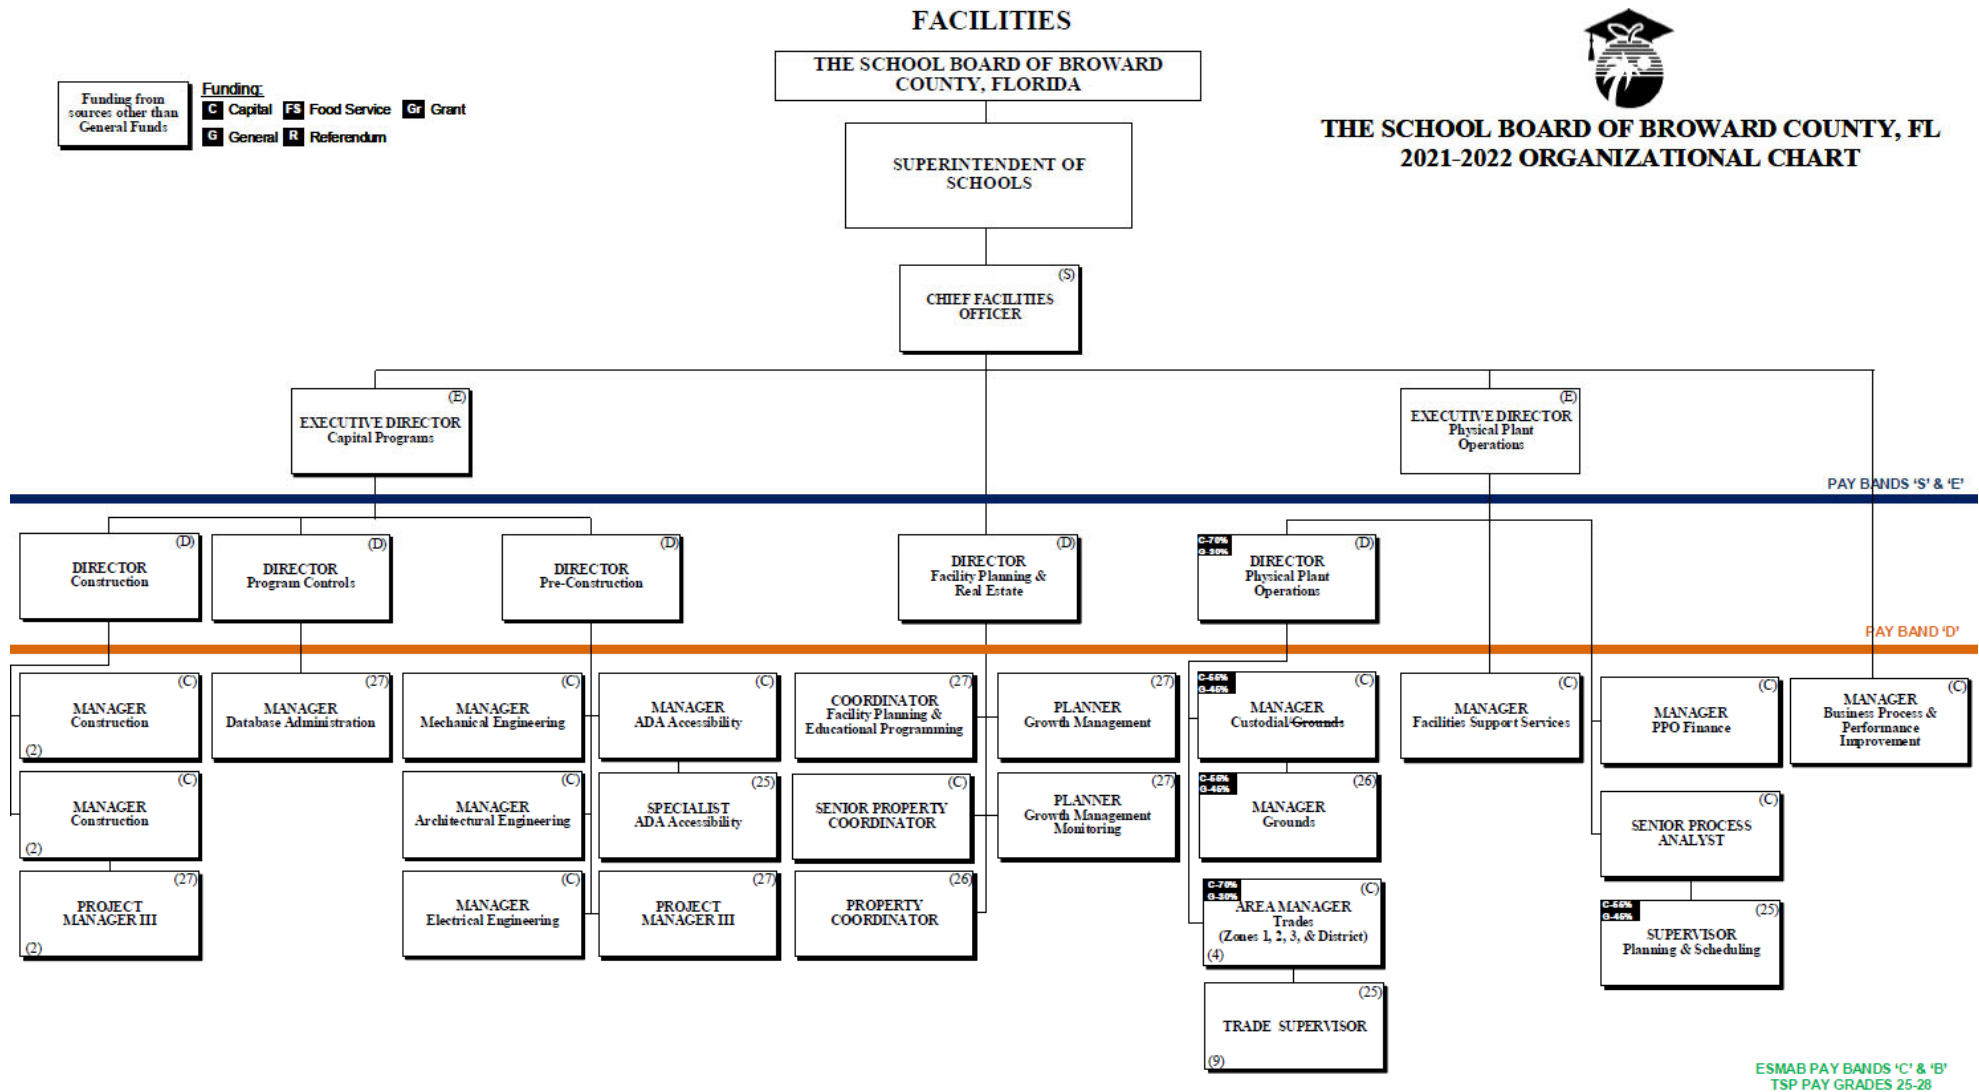 FACILITIES
THE SCHOOL BOARD OF BROWARD
COUNTY, FLORIDA
Funding from
sources other than
General Funds
Funding:
C Capital FS Food Service Gr Grant
G General R Referendum
THE SCHOOL BOARD OF BROWARD COUNTY, FL
2021-2022 ORGANIZATIONAL CHART
SUPERINTENDENT OF
SCHOOLS
(S)
CHIEF FACILITIES
OFFICER
(E)
EXECUTIVE DIRECTOR
Capital Programs
(E)
EXECUTIVE DIRECTOR
Physical Plant
Operations
PAY BANDS 'S' & 'E'
(D)
DIRECTOR
Construction
(D)
DIRECTOR
Program Controls
(D)
DIRECTOR
Pre-Construction
(D)
DIRECTOR
Facility Planning &
Real Estate
C-70%
G-30%
(D)
DIRECTOR
Physical Plant
Operations
PAY BAND 'D'
(C)
MANAGER
Construction
(2)
(27)
MANAGER
Database Administration
(C)
MANAGER
Mechanical Engineering
(C)
MANAGER
ADA Accessibility
(27)
COORDINATOR
Facility Planning &
Educational Programming
(27)
PLANNER
Growth Management
C-55%
G-45%
(C)
MANAGER
Custodial/Grounds
(C)
MANAGER
Facilities Support Services
(C)
MANAGER
PPO Finance
(C)
MANAGER
Business Process &
Performance
Improvement
(C)
MANAGER
Construction
(2)
(C)
MANAGER
Architectural Engineering
(25)
SPECIALIST
ADA Accessibility
(C)
SENIOR PROPERTY
COORDINATOR
(27)
PLANNER
Growth Management
Monitoring
C-55%
G-45%
(26)
MANAGER
Grounds
(C)
SENIOR PROCESS
ANALYST
(27)
PROJECT
MANAGER III
(2)
(C)
MANAGER
Electrical Engineering
(27)
PROJECT
MANAGER III
(26)
PROPERTY
COORDINATOR
C-70%
G-30%
(C)
AREA MANAGER
Trades
(Zones 1, 2, 3, & District)
(4)
C-55%
G-45%
(25)
SUPERVISOR
Planning & Scheduling
(25)
TRADE SUPERVISOR
(9)
ESMAB PAY BANDS 'C' & 'B'
TSP PAY GRADES 25-28